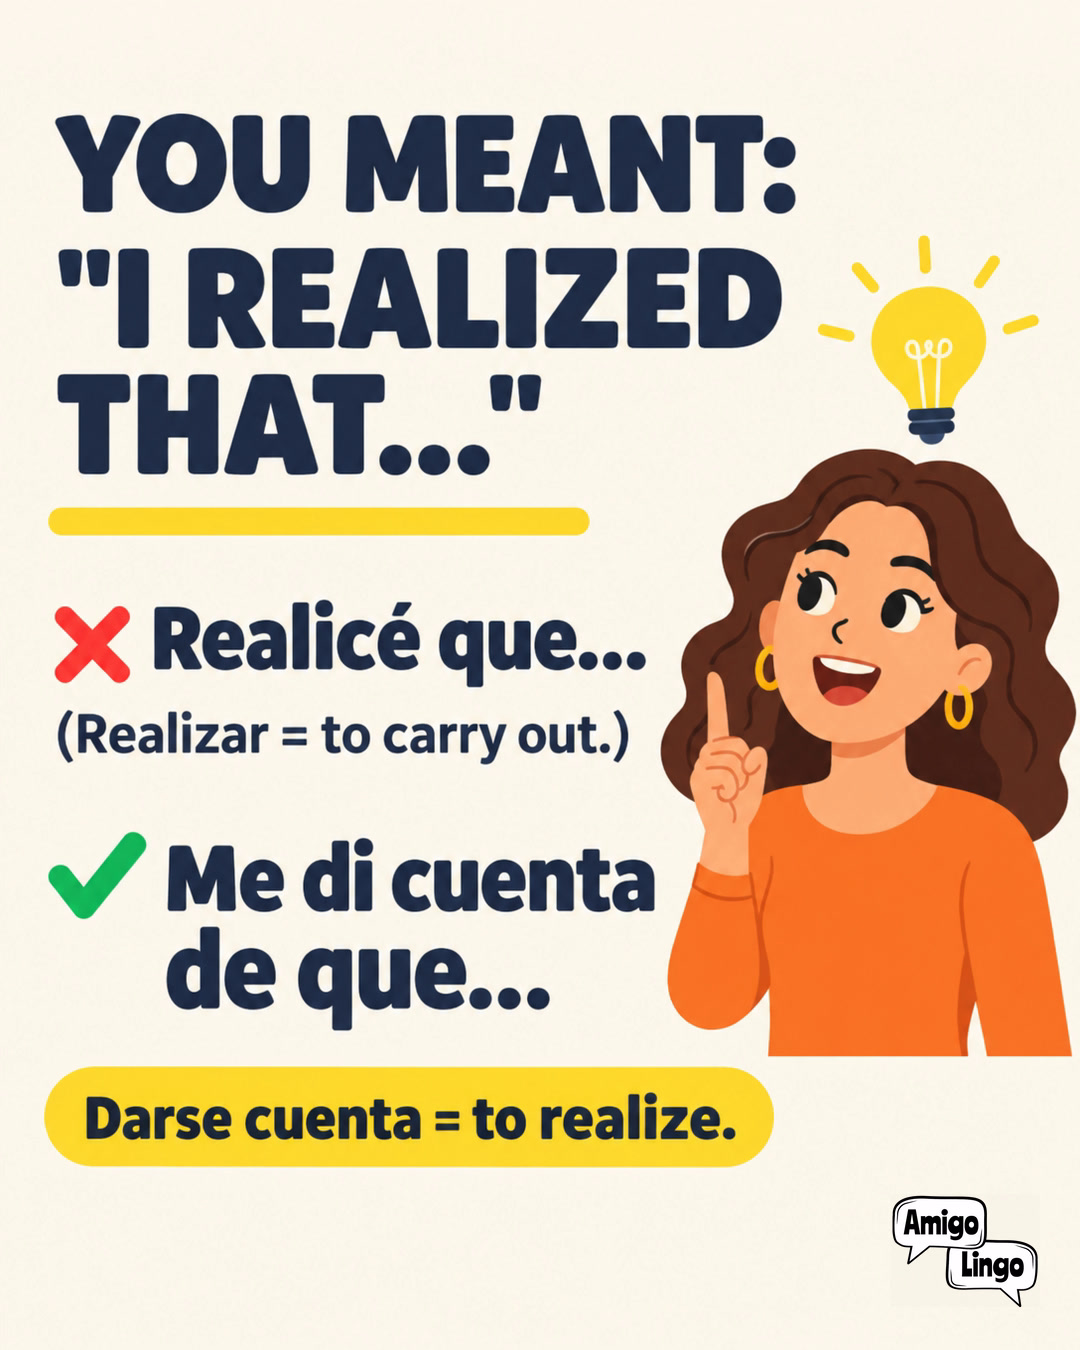 YOU MEANT:
"I REALIZED
THAT..."
Realicé que...
(Realizar = to carry out.)
Me di cuenta
de que...
Darse cuenta = to realize.
Amigo
Lingo